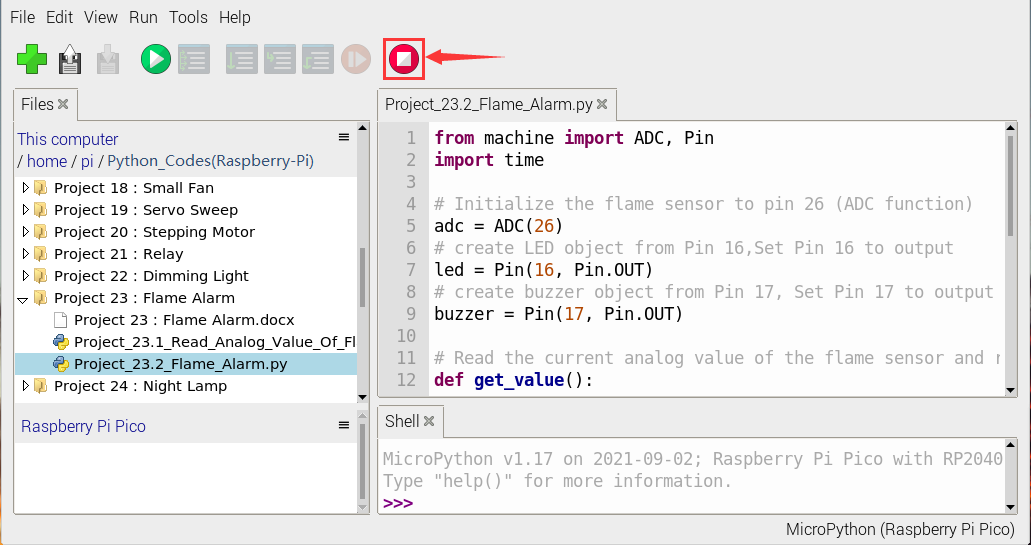 File Edit View Run Tools Help
Files
This computer
/ home / pi / Python_Codes(Raspberry-Pi)
Project 18 : Small Fan
Project 19 : Servo Sweep
Project 20 : Stepping Motor
Project 21 : Relay
Project 22 : Dimming Light
Project 23 : Flame Alarm
Project 23 : Flame Alarm.docx
Project_23.1_Read_Analog_Value_Of_Fl
Project_23.2_Flame_Alarm.py
Project 24 : Night Lamp
Raspberry Pi Pico
Project_23.2_Flame_Alarm.py
1 from machine import ADC, Pin
2 import time
3
4 # Initialize the flame sensor to pin 26 (ADC function)
5 adc = ADC(26)
6 # create LED object from Pin 16,Set Pin 16 to output
7 led = Pin(16, Pin.OUT)
8 # create buzzer object from Pin 17, Set Pin 17 to output
9 buzzer = Pin(17, Pin.OUT)
10
11 # Read the current analog value of the flame sensor and
12 def get_value():
Shell
MicroPython v1.17 on 2021-09-02; Raspberry Pi Pico with RP2040
Type "help()" for more information.
>>>
MicroPython (Raspberry Pi Pico)